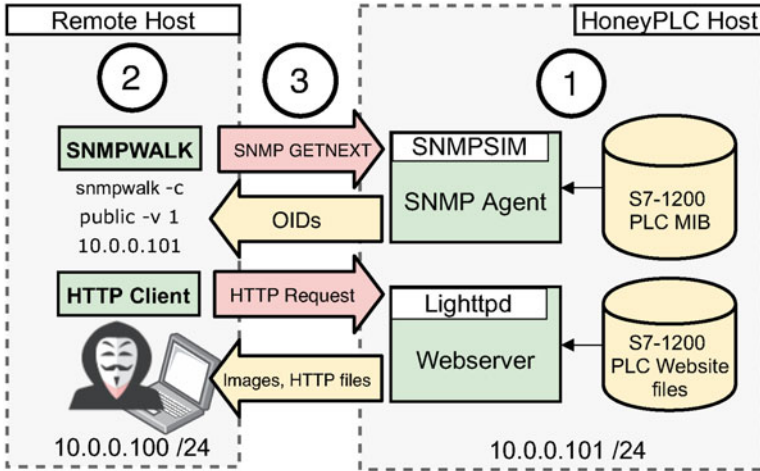 Remote Host
HoneyPLC Host
2
3
1
SNMPWALK
snmpwalk -c
public -v 1
10.0.0.101
SNMP GETNEXT
OIDs
SNMPSIM
SNMP Agent
S7-1200
PLC MIB
HTTP Client
HTTP Request
Images, HTTP files
Lighttpd
Webserver
S7-1200
PLC Website
files
10.0.0.100 /24
10.0.0.101 /24